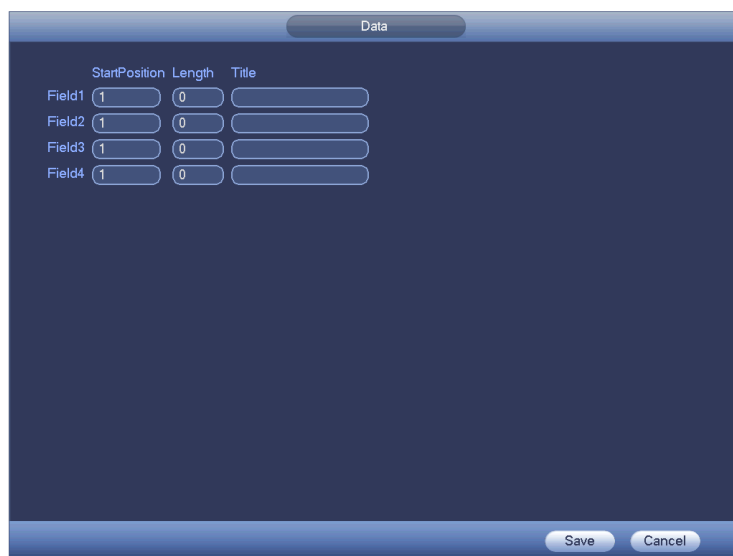 Data
StartPosition Length Title
Field1 1 0
Field2 1 0
Field3 1 0
Field4 1 0
Save Cancel